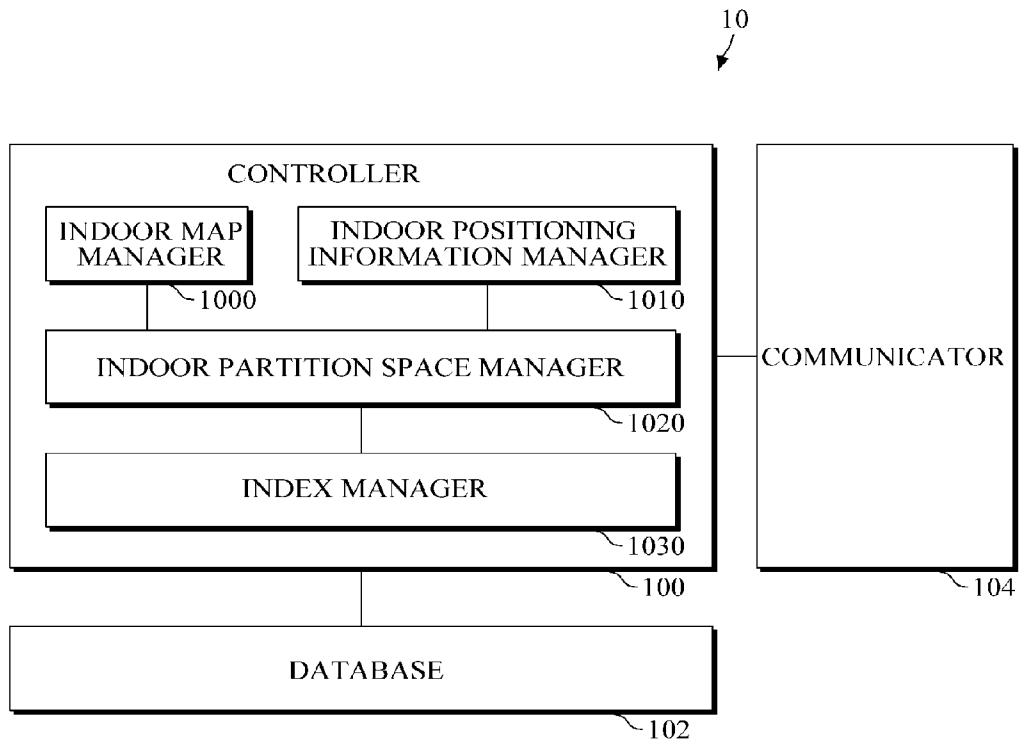 10
CONTROLLER
INDOOR MAP
MANAGER
1000
INDOOR POSITIONING
INFORMATION MANAGER
1010
INDOOR PARTITION SPACE MANAGER
1020
INDEX MANAGER
1030
100
COMMUNICATOR
104
DATABASE
102